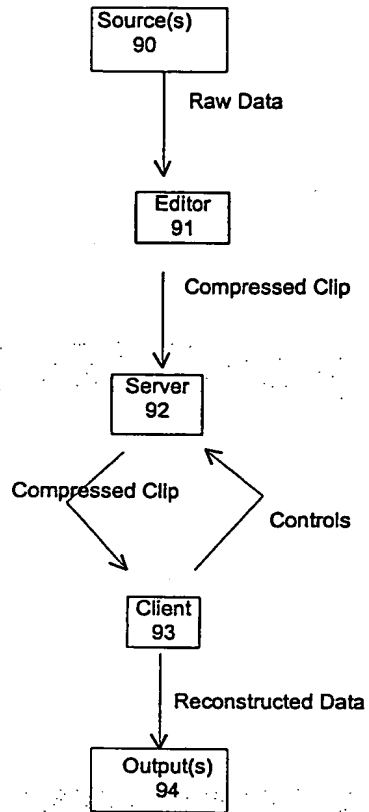 Source(s)
90
Raw Data
Editor
91
Compressed Clip
Server
92
Compressed Clip
Controls
Client
93
Reconstructed Data
Output(s)
94